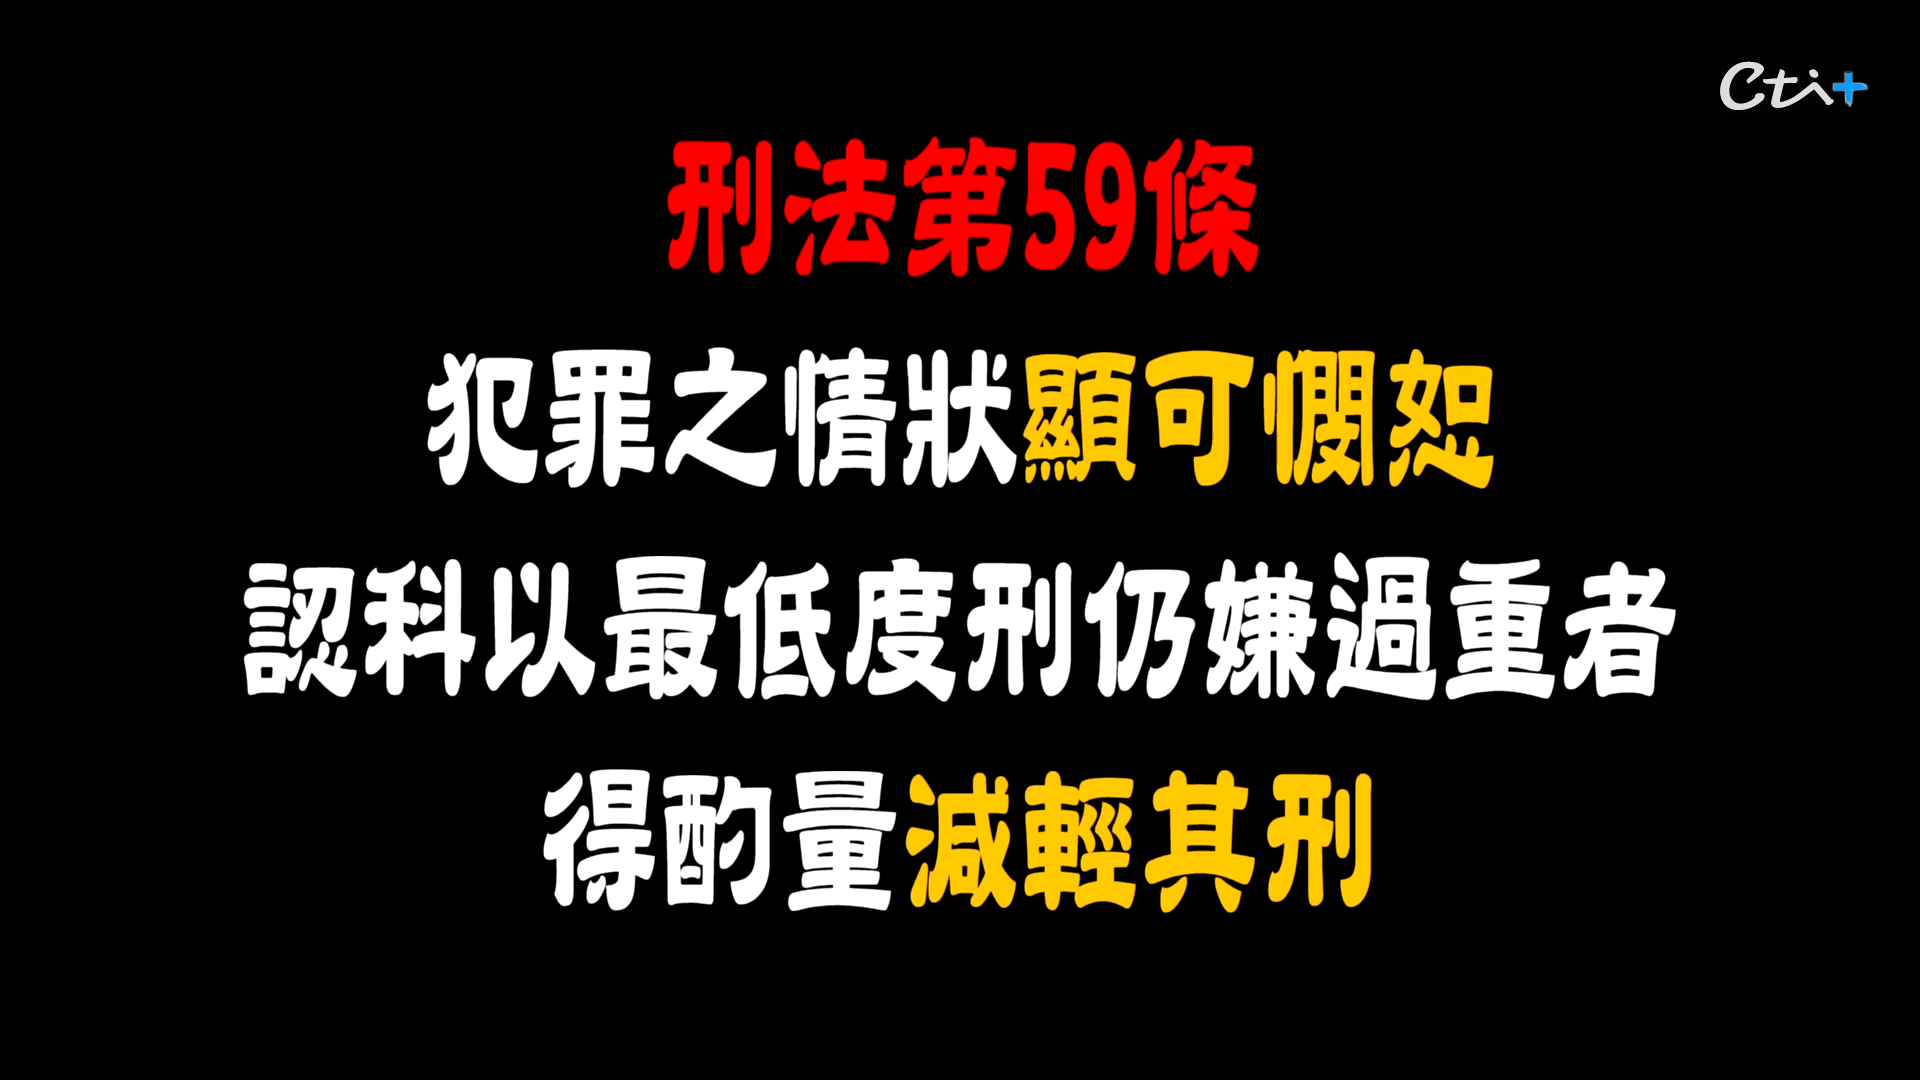 Cti+
刑法第59條
犯罪之情狀顯可憫恕
認科以最低度刑仍嫌過重者
得酌量減輕其刑